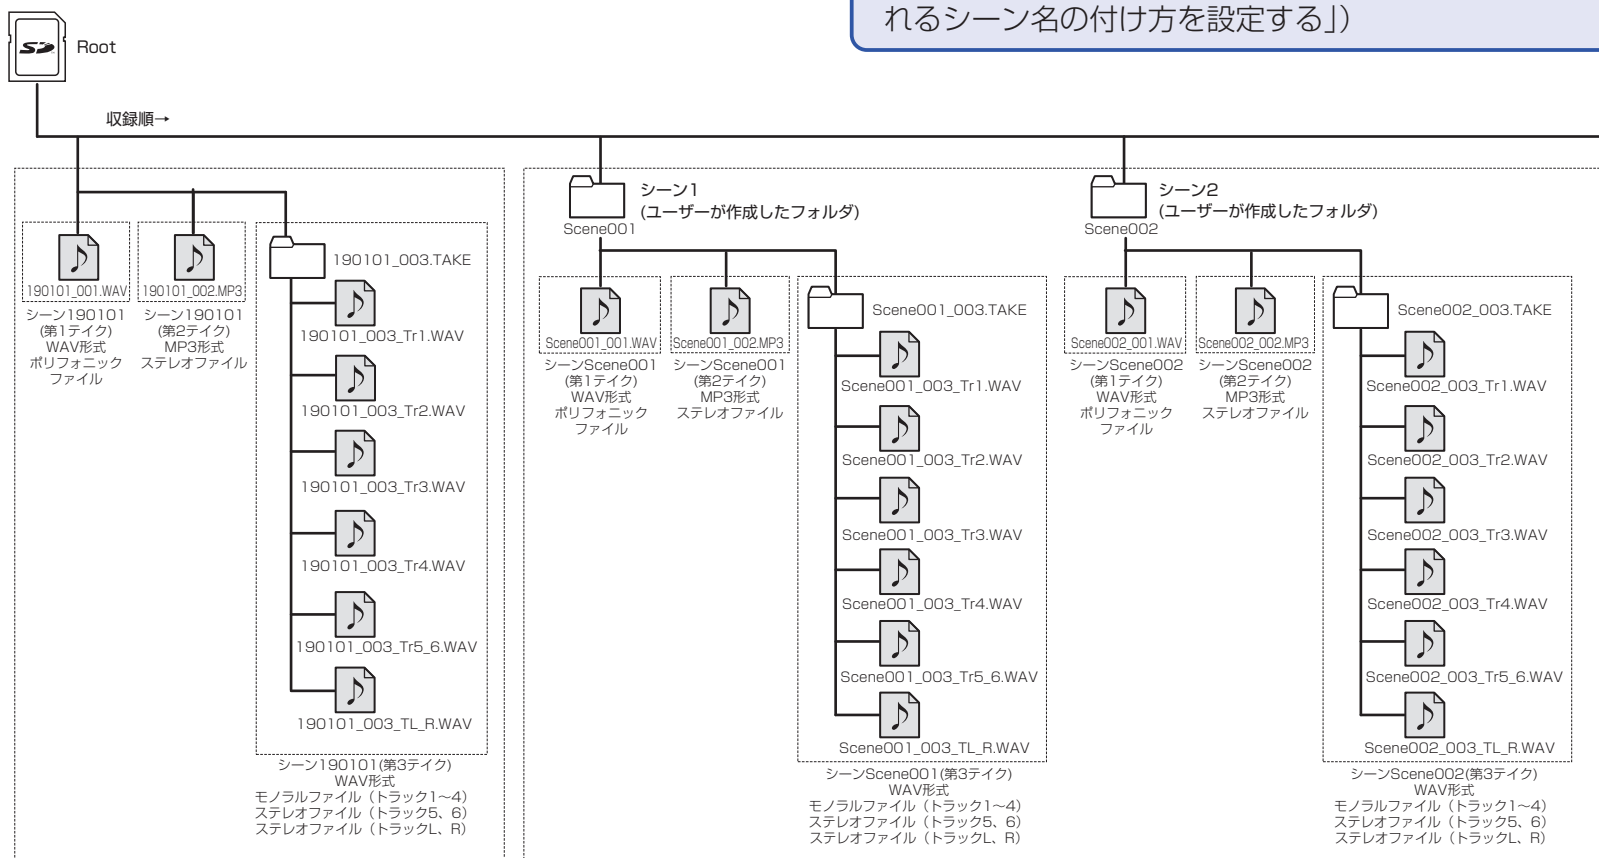 れるシーン名の付け方を設定する」)
SD
Root
収録順→
190101_001.WAV
シーン190101
(第1テイク)
WAV形式
ポリフォニック
ファイル
190101_002.MP3
シーン190101
(第2テイク)
MP3形式
ステレオファイル
190101_003.TAKE
190101_003_Tr1.WAV
190101_003_Tr2.WAV
190101_003_Tr3.WAV
190101_003_Tr4.WAV
190101_003_Tr5_6.WAV
190101_003_TL_R.WAV
シーン190101(第3テイク)
WAV形式
モノラルファイル（トラック1〜4）
ステレオファイル（トラック5、6）
ステレオファイル（トラックL、R）
シーン1
(ユーザーが作成したフォルダ)
Scene001
Scene001_001.WAV
シーンScene001
(第1テイク)
WAV形式
ポリフォニック
ファイル
Scene001_002.MP3
シーンScene001
(第2テイク)
MP3形式
ステレオファイル
Scene001_003.TAKE
Scene001_003_Tr1.WAV
Scene001_003_Tr2.WAV
Scene001_003_Tr3.WAV
Scene001_003_Tr4.WAV
Scene001_003_Tr5_6.WAV
Scene001_003_TL_R.WAV
シーンScene001(第3テイク)
WAV形式
モノラルファイル（トラック1〜4）
ステレオファイル（トラック5、6）
ステレオファイル（トラックL、R）
シーン2
(ユーザーが作成したフォルダ)
Scene002
Scene002_001.WAV
シーンScene002
(第1テイク)
WAV形式
ポリフォニック
ファイル
Scene002_002.MP3
シーンScene002
(第2テイク)
MP3形式
ステレオファイル
Scene002_003.TAKE
Scene002_003_Tr1.WAV
Scene002_003_Tr2.WAV
Scene002_003_Tr3.WAV
Scene002_003_Tr4.WAV
Scene002_003_Tr5_6.WAV
Scene002_003_TL_R.WAV
シーンScene002(第3テイク)
WAV形式
モノラルファイル（トラック1〜4）
ステレオファイル（トラック5、6）
ステレオファイル（トラックL、R）